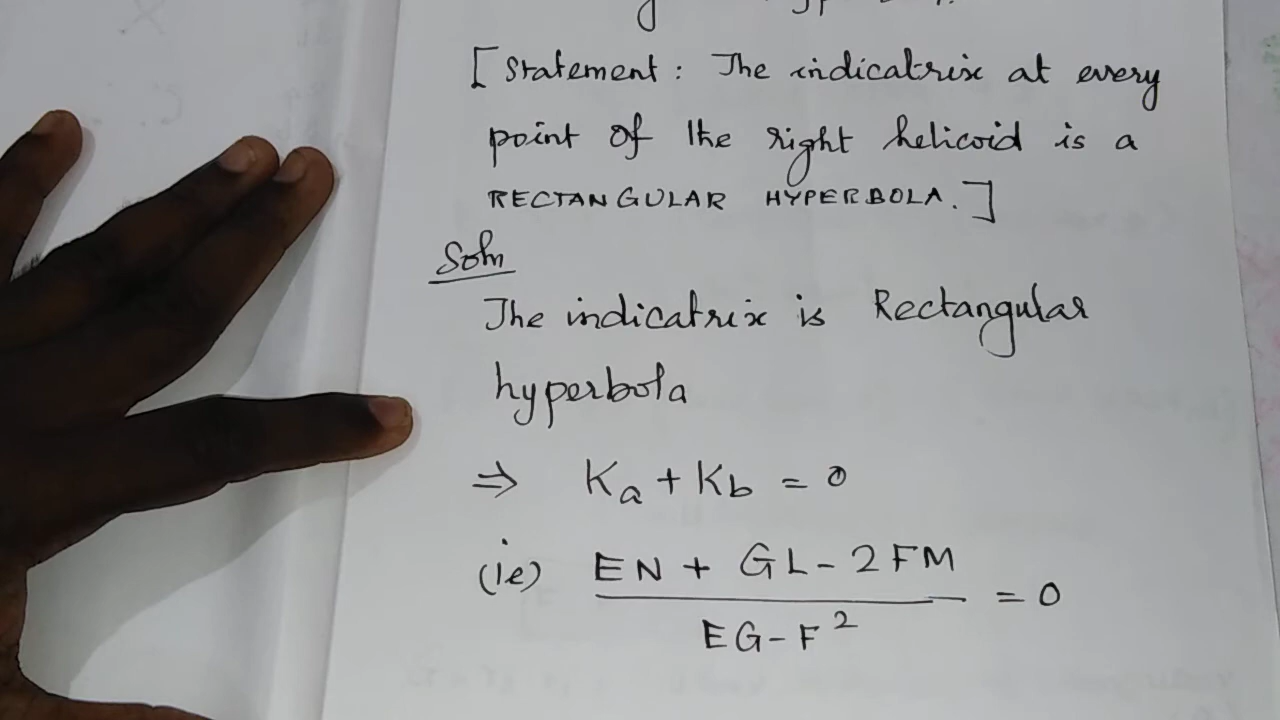 [Statement: The indicatrix at every
point of the right helicoid is a
RECTANGULAR HYPERBOLA.]
Soln
The indicatrix is Rectangular
hyperbola
⇒ Ka + Kb = 0
(ie) EN + GL - 2FM = 0
EG - F²